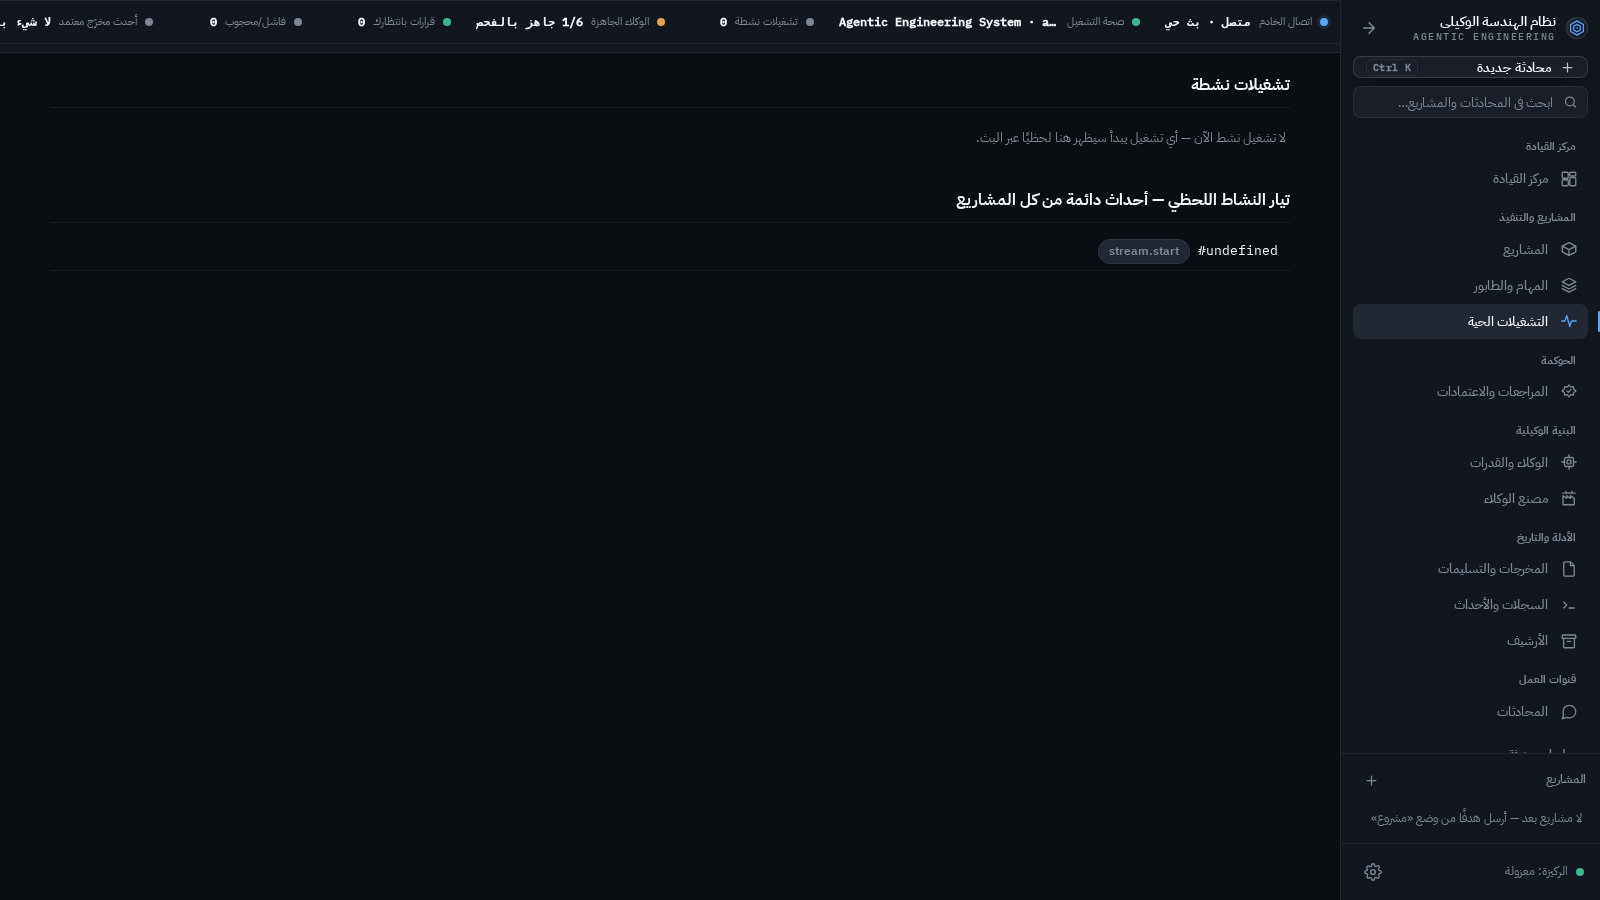 نظام الهندسة الوكيلي
AGENTIC ENGINEERING
محادثة جديدة Ctrl K
ابحث في المحادثات والمشاريع…
مركز القيادة
مركز القيادة
المشاريع والتنفيذ
المشاريع
المهام والطابور
التشغيلات الحية
الحوكمة
المراجعات والاعتمادات
البنية الوكيلية
الوكلاء والقدرات
مصنع الوكلاء
الأدلة والتاريخ
المخرجات والتسليمات
السجلات والأحداث
الأرشيف
قنوات العمل
المحادثات
المشاريع
لا مشاريع بعد — أرسل هدفًا من وضع «مشروع»
الركيزة: معزولة
اتصال الخادم متصل · بث حي
صحة التشغيل Agentic Engineering System · a…
تشغيلات نشطة 0
الوكلاء الجاهزة 1/6 جاهز بالفحص
قرارات بانتظارك 0
فاشل/محجوب 0
أحدث مخرَج معتمد لا شيء
تشغيلات نشطة
لا تشغيل نشط الآن — أي تشغيل يبدأ سيظهر هنا لحظيًا عبر البث.
تيار النشاط اللحظي — أحداث دائمة من كل المشاريع
#undefined stream.start